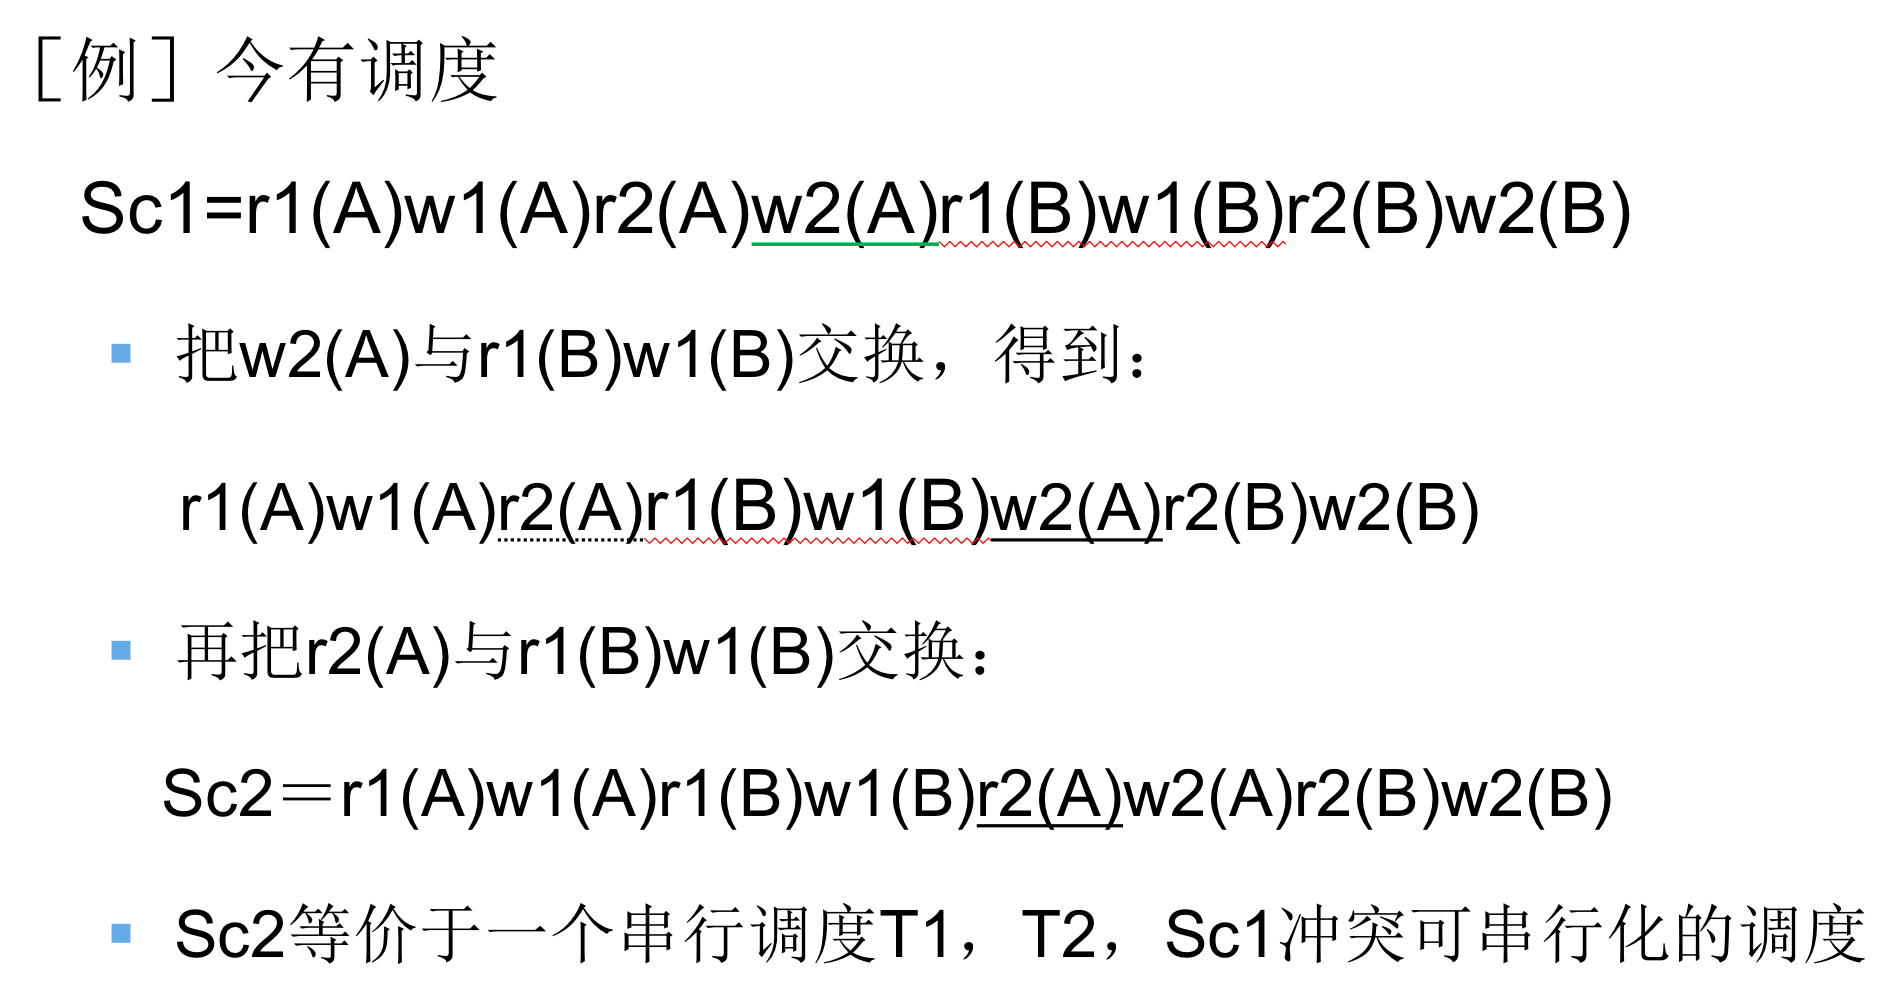 ［例］今有调度
Sc1=r1(A)w1(A)r2(A)w2(A)r1(B)w1(B)r2(B)w2(B)
▪ 把w2(A)与r1(B)w1(B)交换，得到：
r1(A)w1(A)r2(A)r1(B)w1(B)w2(A)r2(B)w2(B)
▪ 再把r2(A)与r1(B)w1(B)交换：
Sc2＝r1(A)w1(A)r1(B)w1(B)r2(A)w2(A)r2(B)w2(B)
▪ Sc2等价于一个串行调度T1，T2，Sc1冲突可串行化的调度